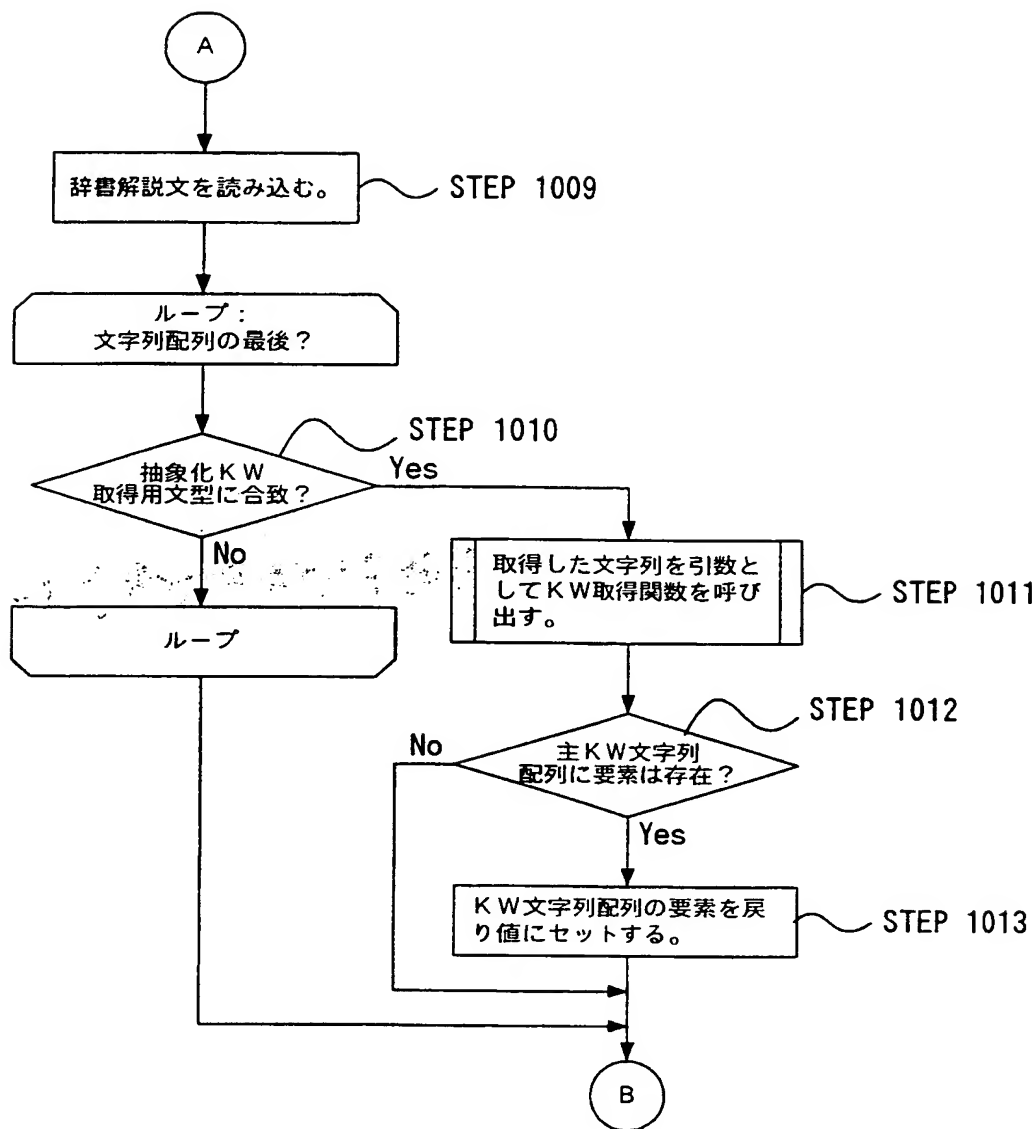 A
辞書解説文を読み込む。
STEP 1009
ループ：
文字列配列の最後？
STEP 1010
抽象化ＫＷ
取得用文型に合致？
Yes
No
取得した文字列を引数と
してＫＷ取得関数を呼び
出す。
STEP 1011
ループ
STEP 1012
主ＫＷ文字列
配列に要素は存在？
No
Yes
ＫＷ文字列配列の要素を戻
り値にセットする。
STEP 1013
B